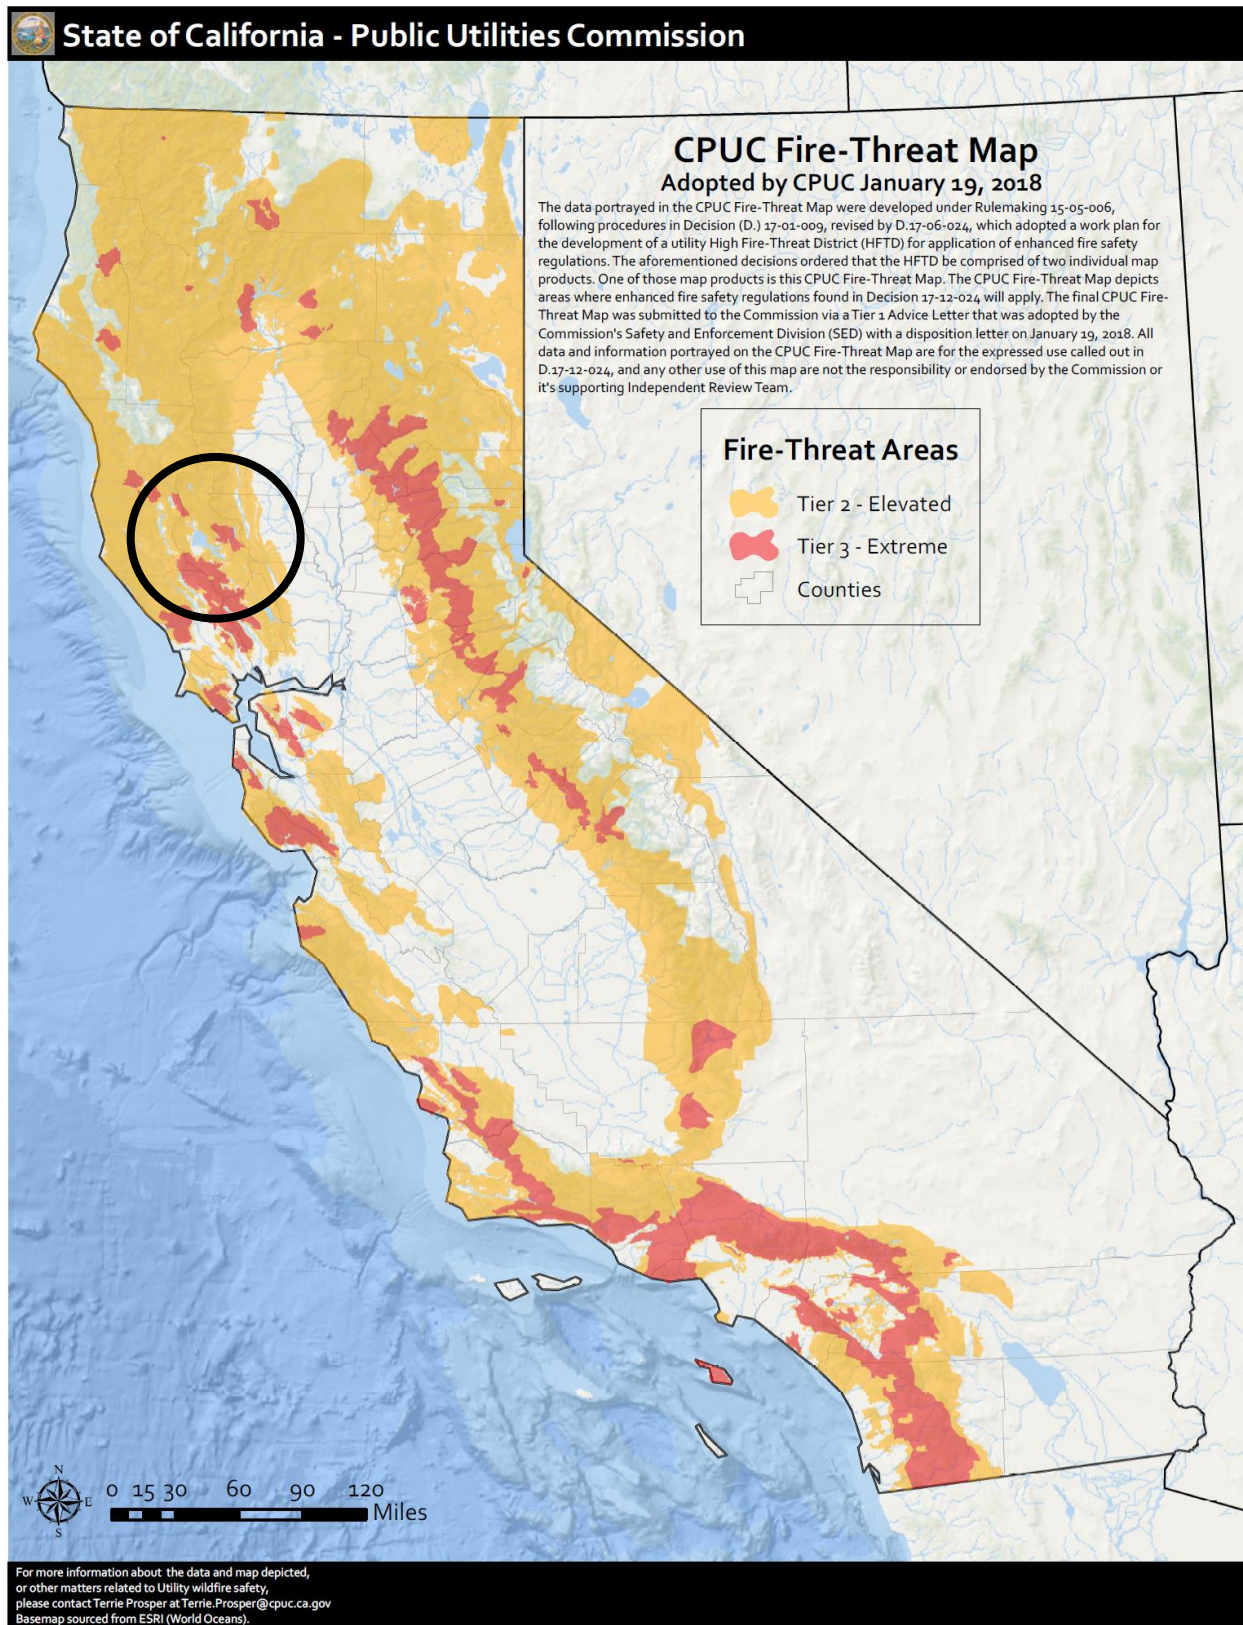 State of California - Public Utilities Commission
CPUC Fire-Threat Map
Adopted by CPUC January 19, 2018
The data portrayed in the CPUC Fire-Threat Map were developed under Rulemaking 15-05-006,
following procedures in Decision (D.) 17-01-009, revised by D.17-06-024, which adopted a work plan for
the development of a utility High Fire-Threat District (HFTD) for application of enhanced fire safety
regulations. The aforementioned decisions ordered that the HFTD be comprised of two individual map
products. One of those map products is this CPUC Fire-Threat Map. The CPUC Fire-Threat Map depicts
areas where enhanced fire safety regulations found in Decision 17-12-024 will apply. The final CPUC Fire-
Threat Map was submitted to the Commission via a Tier 1 Advice Letter that was adopted by the
Commission's Safety and Enforcement Division (SED) with a disposition letter on January 19, 2018. All
data and information portrayed on the CPUC Fire-Threat Map are for the expressed use called out in
D.17-12-024, and any other use of this map are not the responsibility or endorsed by the Commission or
it's supporting Independent Review Team.
Fire-Threat Areas
Tier 2 - Elevated
Tier 3 - Extreme
Counties
N
W E
S
0 15 30 60 90 120
Miles
For more information about the data and map depicted,
or other matters related to Utility wildfire safety,
please contact Terrie Prosper at Terrie.Prosper@cpuc.ca.gov
Basemap sourced from ESRI (World Oceans).